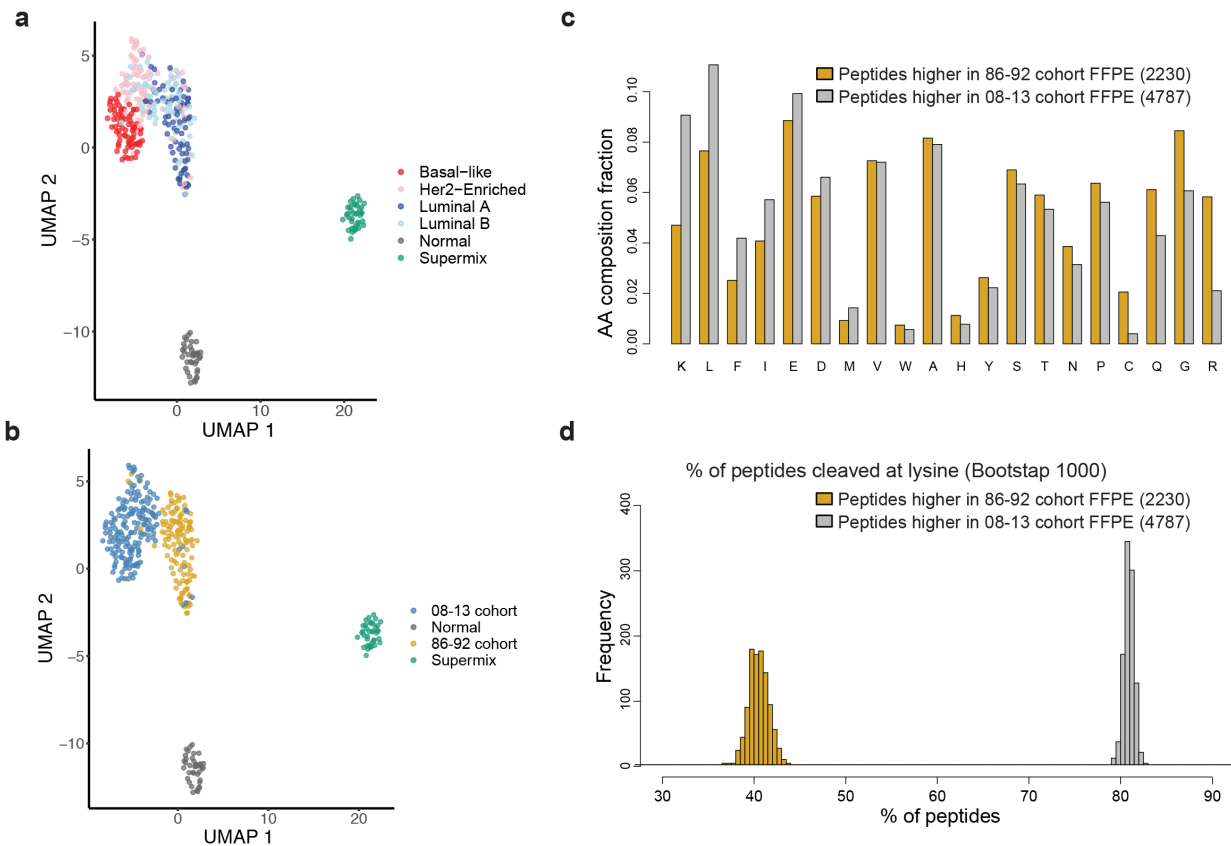 a
5
0
−5
−10
0
10
20
UMAP 1
UMAP 2
Basal−like
Her2−Enriched
Luminal A
Luminal B
Normal
Supermix
b
5
0
−5
−10
0
10
20
UMAP 1
UMAP 2
08-13 cohort
Normal
86-92 cohort
Supermix
c
Peptides higher in 86-92 cohort FFPE (2230)
Peptides higher in 08-13 cohort FFPE (4787)
AA composition fraction
0.10
0.08
0.06
0.04
0.02
0.00
K L F I E D M V W A H Y S T N P C Q G R
d
% of peptides cleaved at lysine (Bootstap 1000)
Peptides higher in 86-92 cohort FFPE (2230)
Peptides higher in 08-13 cohort FFPE (4787)
Frequency
400
300
200
100
0
30 40 50 60 70 80 90
% of peptides